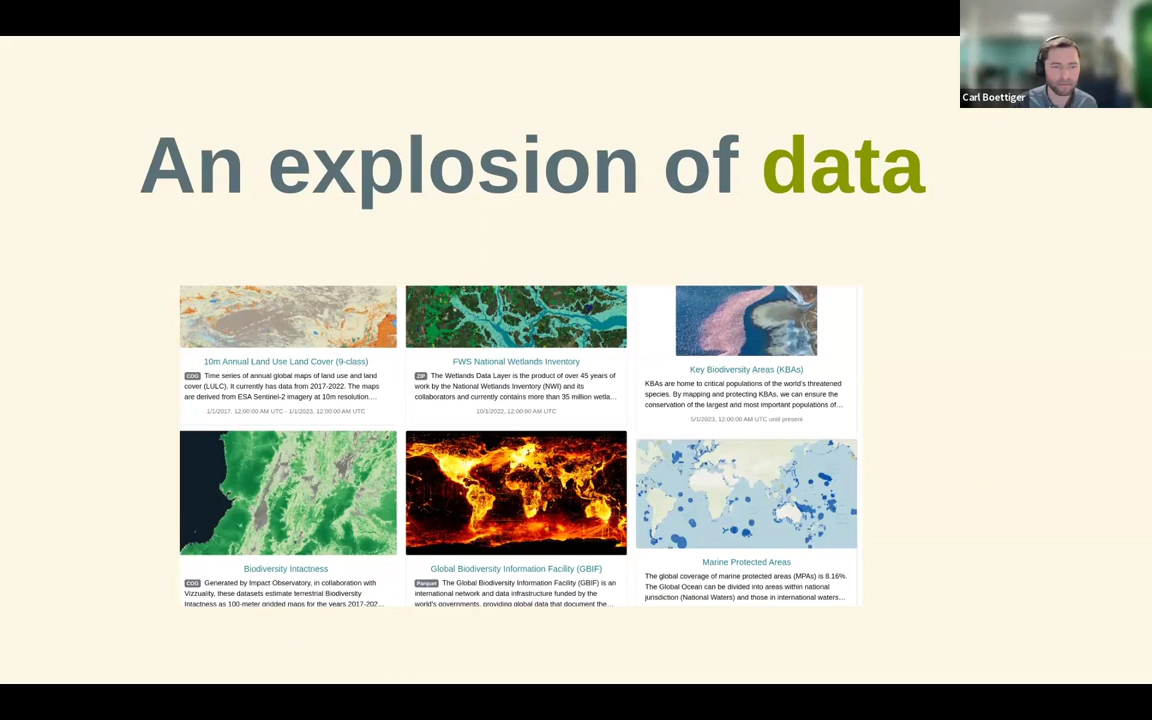 Carl Boettiger
An explosion of data
10m Annual Land Use Land Cover (9-class)
COG Time series of annual global maps of land use and land
cover (LULC). It currently has data from 2017-2022. The maps
are derived from ESA Sentinel-2 imagery at 10m resolution....
1/1/2017, 12:00:00 AM UTC - 1/1/2023, 12:00:00 AM UTC
FWS National Wetlands Inventory
ZIP The Wetlands Data Layer is the product of over 45 years of
work by the National Wetlands Inventory (NWI) and its
collaborators and currently contains more than 35 million wetla...
10/1/2022, 12:00:00 AM UTC
Key Biodiversity Areas (KBAs)
KBAs are home to critical populations of the world's threatened
species. By mapping and protecting KBAs, we can ensure the
conservation of the largest and most important populations of...
5/1/2023, 12:00:00 AM UTC until present
Biodiversity Intactness
COG Generated by Impact Observatory, in collaboration with
Vizzuality, these datasets estimate terrestrial Biodiversity
Intactness as 100-meter gridded maps for the years 2017-202...
Global Biodiversity Information Facility (GBIF)
Parquet The Global Biodiversity Information Facility (GBIF) is an
international network and data infrastructure funded by the
world's governments, providing global data that document the...
Marine Protected Areas
The global coverage of marine protected areas (MPAs) is 8.16%.
The Global Ocean can be divided into areas within national
jurisdiction (National Waters) and those in international waters...